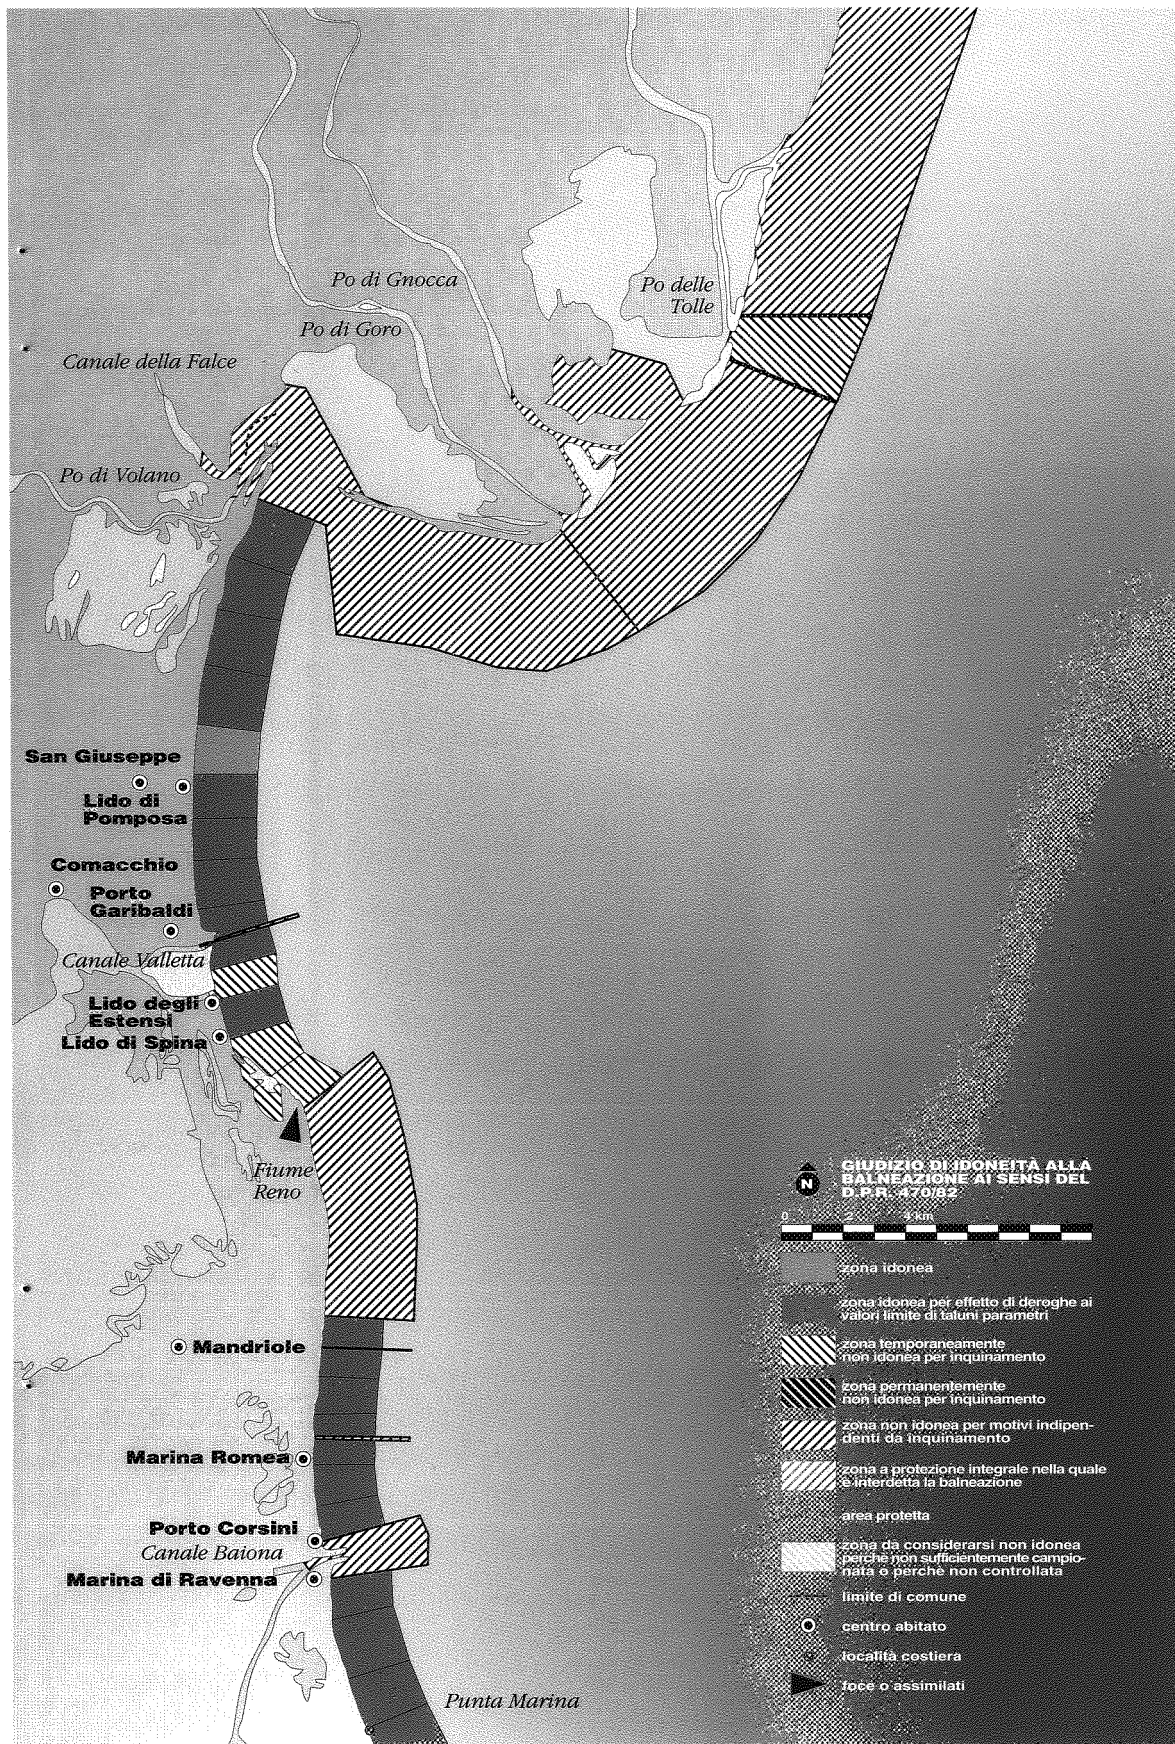 Po di Gnocca
Po delle
Tolle
Po di Goro
Canale della Falce
Po di Volano
San Giuseppe
Lido di
Pomposa
Comacchio
Porto
Garibaldi
Canale Valletta
Lido degli
Estensi
Lido di Spina
Fiume
Reno
Mandriole
Marina Romea
Porto Corsini
Canale Baiona
Marina di Ravenna
Punta Marina
N
GIUDIZIO DI IDONEITÀ ALLA
BALNEAZIONE AI SENSI DEL
D.P.R. 470/82
0 2 4 km
zona idonea
zona idonea per effetto di deroghe ai
valori limite di taluni parametri
zona temporaneamente
non idonea per inquinamento
zona permanentemente
non idonea per inquinamento
zona non idonea per motivi indipen-
denti da inquinamento
zona a protezione integrale nella quale
è interdetta la balneazione
area protetta
zona da considerarsi non idonea
perchè non sufficientemente campio-
nata o perchè non controllata
limite di comune
centro abitato
località costiera
foce o assimilati